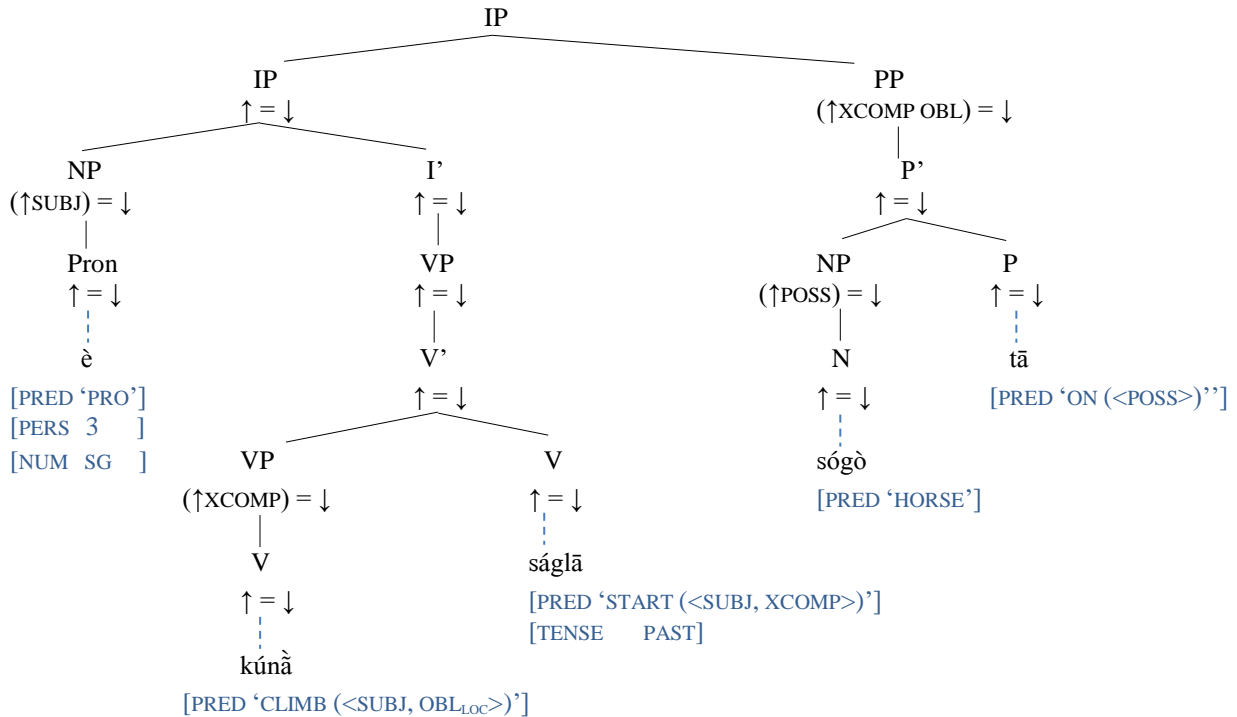 IP
IP PP
↑ = ↓ (↑XCOMP OBL) = ↓
NP I’ P’
(↑SUBJ) = ↓ ↑ = ↓ ↑ = ↓
Pron VP NP P
↑ = ↓ ↑ = ↓ (↑POSS) = ↓ ↑ = ↓
è V’ N tā
[PRED ‘PRO’] ↑ = ↓ ↑ = ↓ [PRED ‘ON (<POSS>)’’]
[PERS 3 ]
[NUM SG ] VP V sógò
(↑XCOMP) = ↓ ↑ = ↓ [PRED ‘HORSE’]
V ságlā
↑ = ↓ [PRED ‘START (<SUBJ, XCOMP>)’]
[TENSE PAST]
kúnã̀
[PRED ‘CLIMB (<SUBJ, OBLLOC>)’]